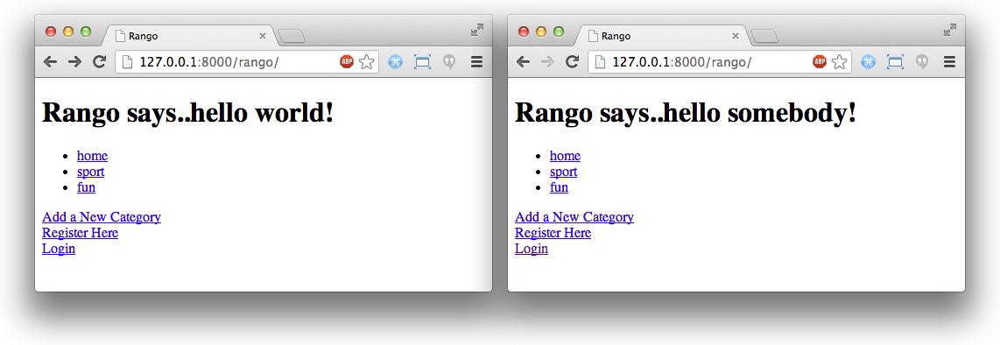 Rango
127.0.0.1:8000/rango/
ABP
Rango says..hello world!
home
sport
fun
Add a New Category
Register Here
Login
Rango
127.0.0.1:8000/rango/
ABP
Rango says..hello somebody!
home
sport
fun
Add a New Category
Register Here
Login